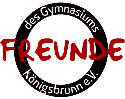 des Gymnasiums
FREUNDE
Königsbrunn e.V.